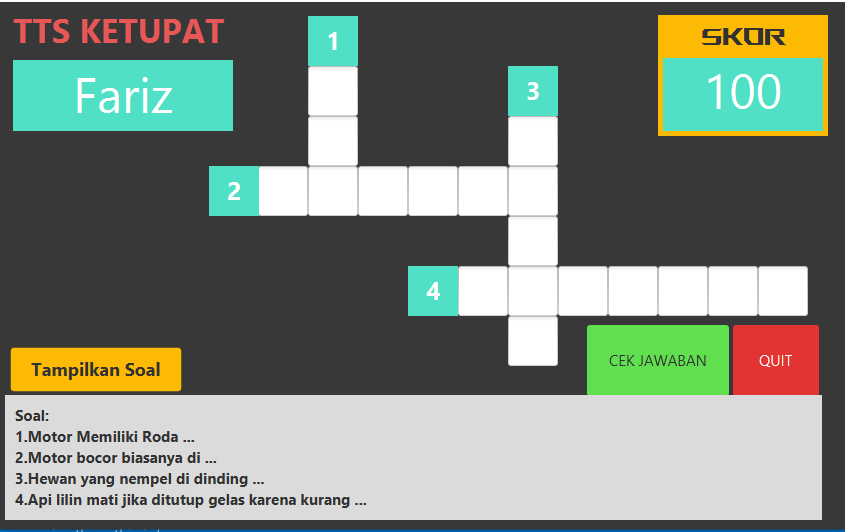 TTS KETUPAT
Fariz
1
3
2
4
SKOR
100
CEK JAWABAN
QUIT
Tampilkan Soal
Soal:
1.Motor Memiliki Roda ...
2.Motor bocor biasanya di ...
3.Hewan yang nempel di dinding ...
4.Api lilin mati jika ditutup gelas karena kurang ...